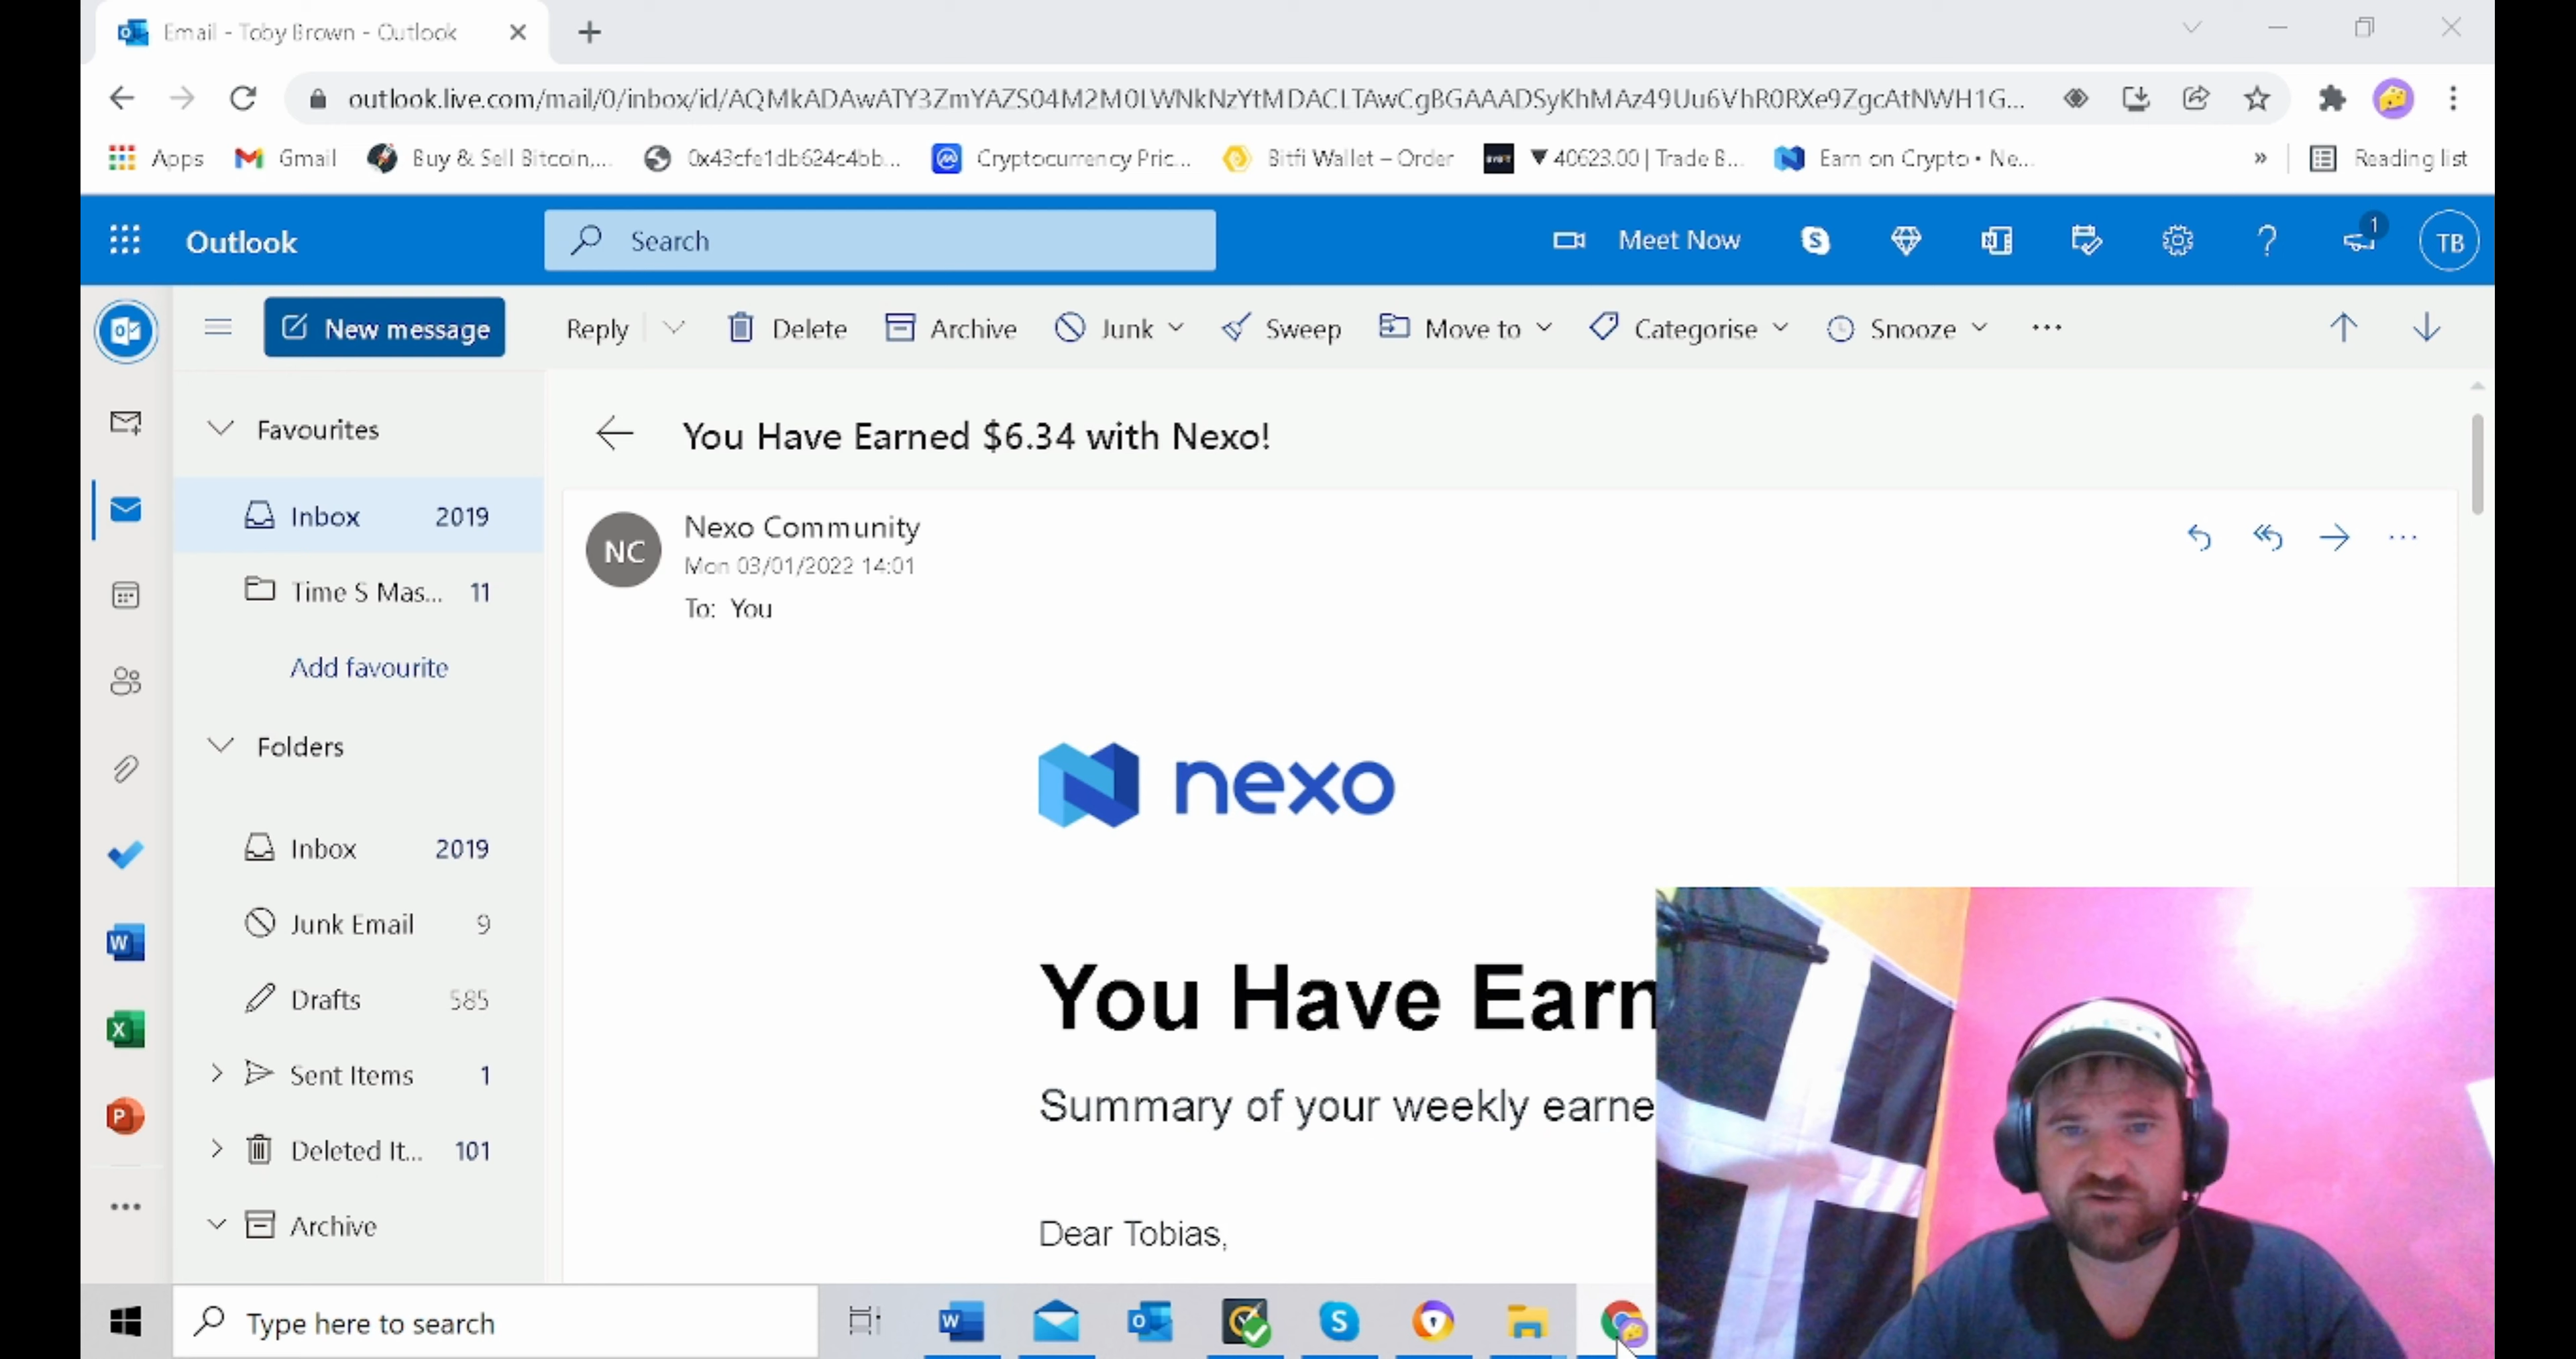 Email - Toby Brown - Outlook
outlook.live.com/mail/0/inbox/id/AQMkADAwATY3ZmYAZS04M2M0LWNkNzYtMDACLTAwCgBGAAADSyKhMAz49Uu6VhR0RXe9ZgcAtNWH1G...
Apps Gmail Buy & Sell Bitcoin,... 0x43cfe1db624c4bb... Cryptocurrency Pric... Bitfi Wallet – Order ▼ 40623.00 | Trade B... Earn on Crypto • Ne... » Reading list
Outlook Search Meet Now 1 TB
New message Reply Delete Archive Junk Sweep Move to Categorise Snooze ...
Favourites
Inbox 2019
Time S Mas... 11
Add favourite
Folders
Inbox 2019
Junk Email 9
Drafts 585
Sent Items 1
Deleted It... 101
Archive
You Have Earned $6.34 with Nexo!
NC
Nexo Community
Mon 03/01/2022 14:01
To: You
nexo
You Have Earn
Summary of your weekly earne
Dear Tobias,
Type here to search